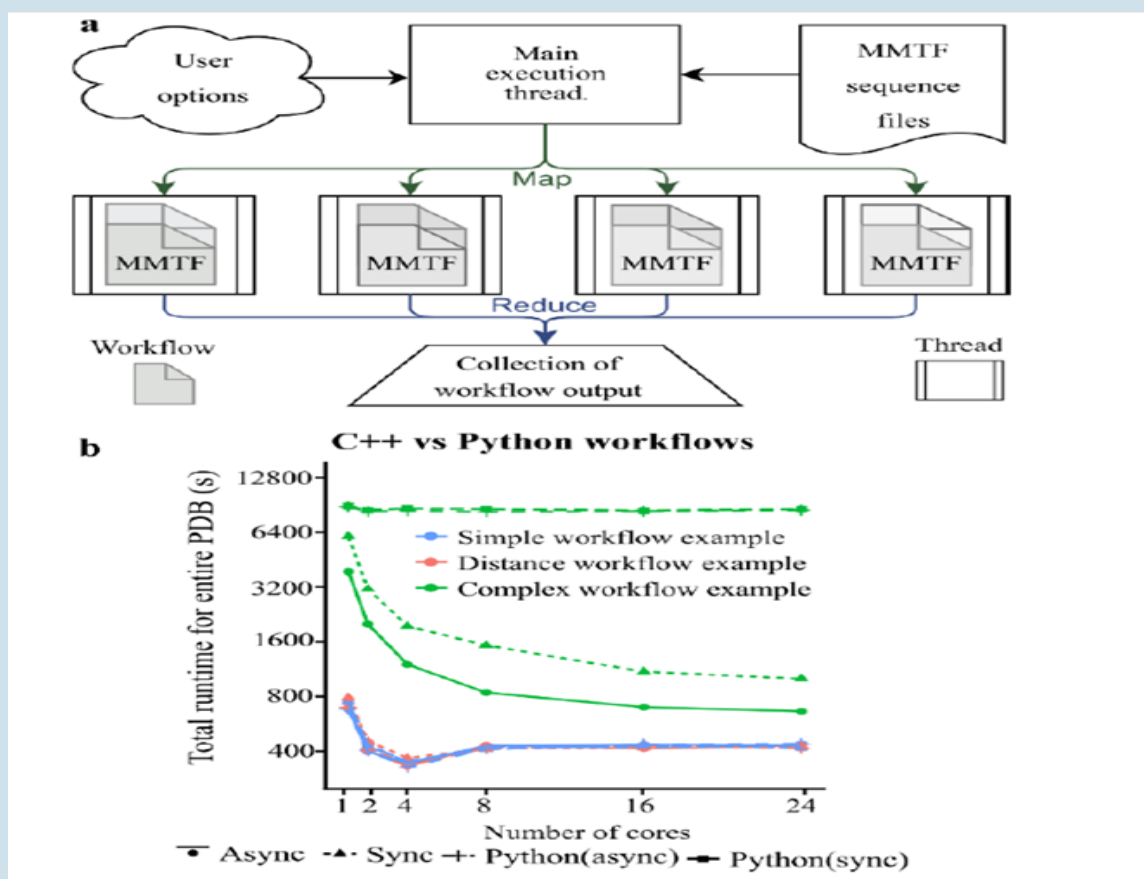 a
User
options
Main
execution
thread.
MMTF
sequence
files
Map
MMTF
MMTF
MMTF
MMTF
Reduce
Workflow
Collection of
workflow output
Thread
b
C++ vs Python workflows
Total runtime for entire PDB (s)
12800
6400
3200
1600
800
400
Simple workflow example
Distance workflow example
Complex workflow example
1 2 4 8 16 24
Number of cores
Async Sync Python(async) Python(sync)